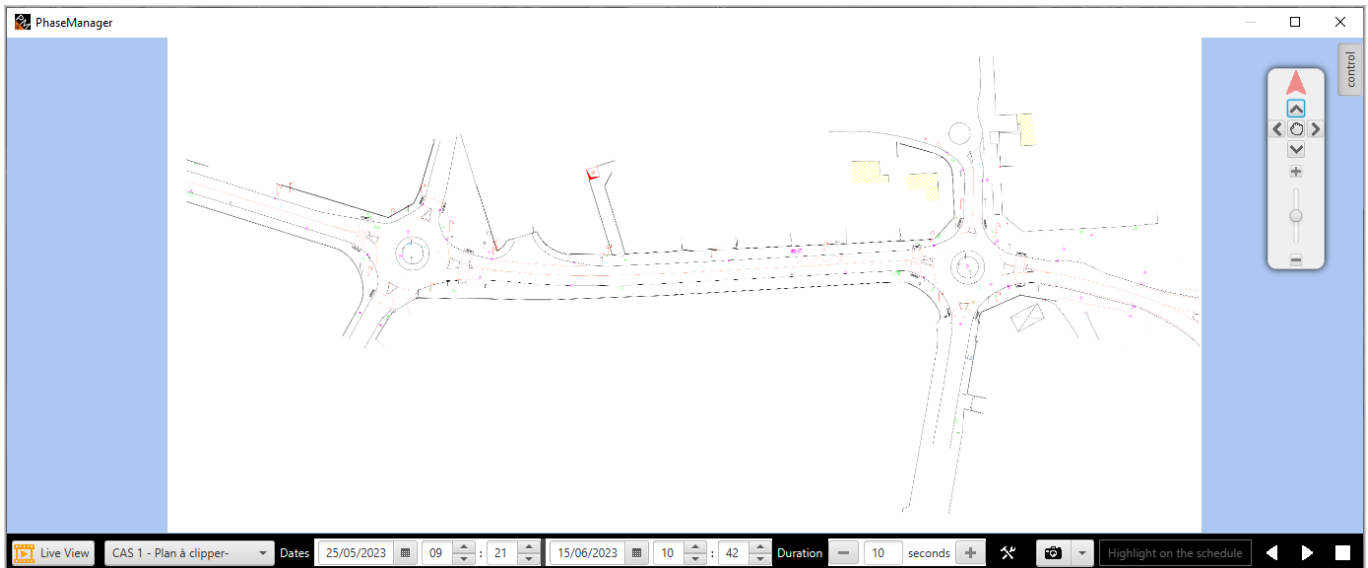 PhaseManager
control
Live View CAS 1 - Plan à clipper- Dates 25/05/2023 09 : 21 15/06/2023 10 : 42 Duration 10 seconds Highlight on the schedule